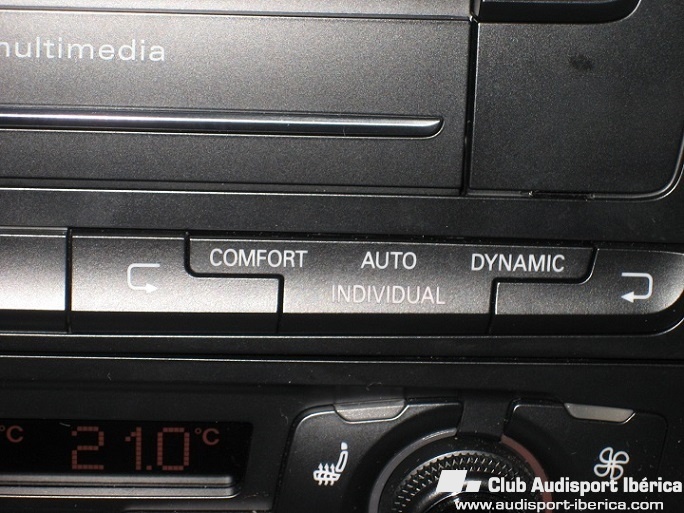 multimedia
COMFORT AUTO DYNAMIC
INDIVIDUAL
°C 21.0 °C
Club Audisport Ibérica
www.audisport-iberica.com